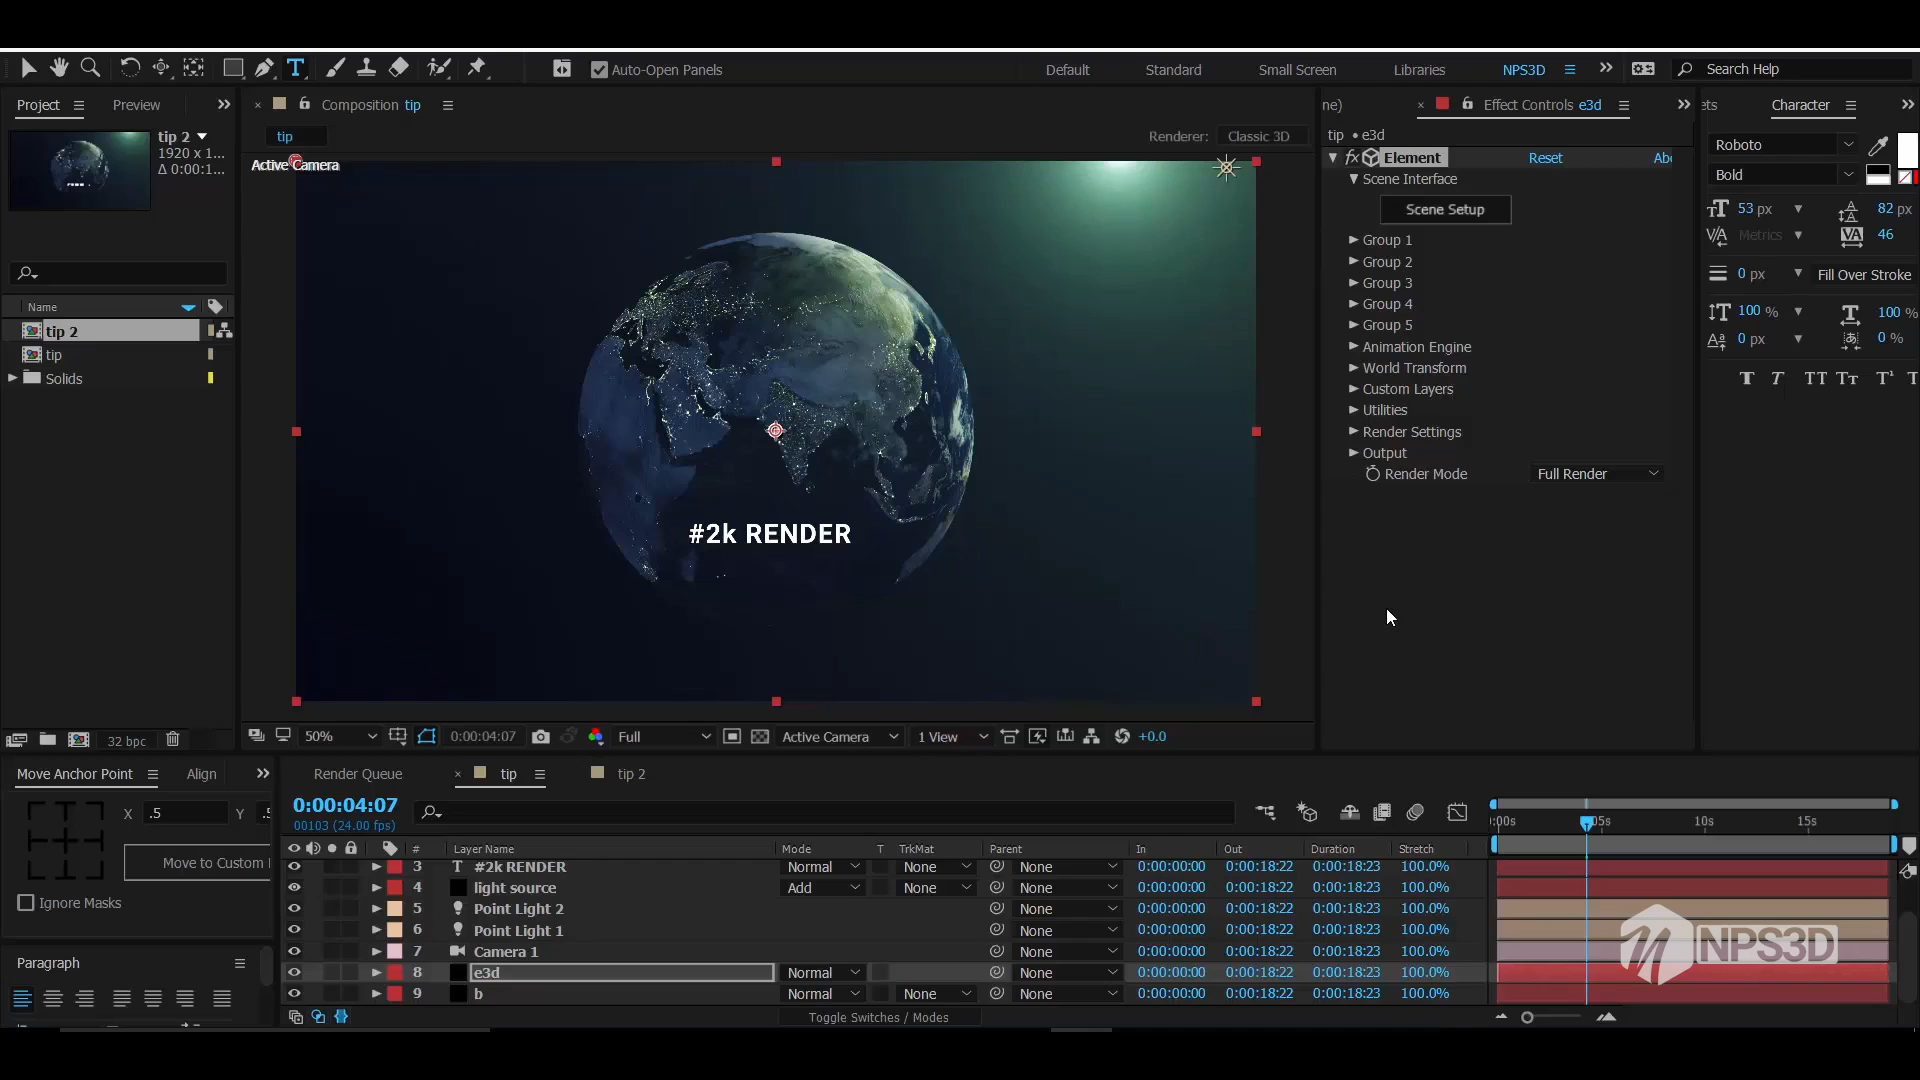 Auto-Open Panels
Default
Standard
Small Screen
Libraries
NPS3D
Search Help
Project
Preview
Composition tip
ne)
Effect Controls e3d
ets
Character
tip 2
1920 x 1...
Δ 0:00:1...
tip
Renderer:
Classic 3D
Active Camera
tip • e3d
fx Element
Reset
Abo
Scene Interface
Scene Setup
Group 1
Group 2
Group 3
Group 4
Group 5
Animation Engine
World Transform
Custom Layers
Utilities
Render Settings
Output
Render Mode
Full Render
Roboto
Bold
53 px
82 px
Metrics
46
0 px
Fill Over Stroke
100 %
100 %
0 px
0 %
T T TT Tт T¹ T
Name
tip 2
tip
Solids
#2k RENDER
32 bpc
50%
0:00:04:07
Full
Active Camera
1 View
+0.0
Move Anchor Point
Align
X .5 Y .5
Move to Custom
Ignore Masks
Paragraph
Render Queue
tip
tip 2
0:00:04:07
00103 (24.00 fps)
:00s
05s
10s
15s
# Layer Name Mode T TrkMat Parent In Out Duration Stretch
3 T #2k RENDER Normal None None 0:00:00:00 0:00:18:22 0:00:18:23 100.0%
4 light source Add None None 0:00:00:00 0:00:18:22 0:00:18:23 100.0%
5 Point Light 2 None 0:00:00:00 0:00:18:22 0:00:18:23 100.0%
6 Point Light 1 None 0:00:00:00 0:00:18:22 0:00:18:23 100.0%
7 Camera 1 None 0:00:00:00 0:00:18:22 0:00:18:23 100.0%
8 e3d Normal None 0:00:00:00 0:00:18:22 0:00:18:23 100.0%
9 b Normal None None 0:00:00:00 0:00:18:22 0:00:18:23 100.0%
Toggle Switches / Modes
NPS3D